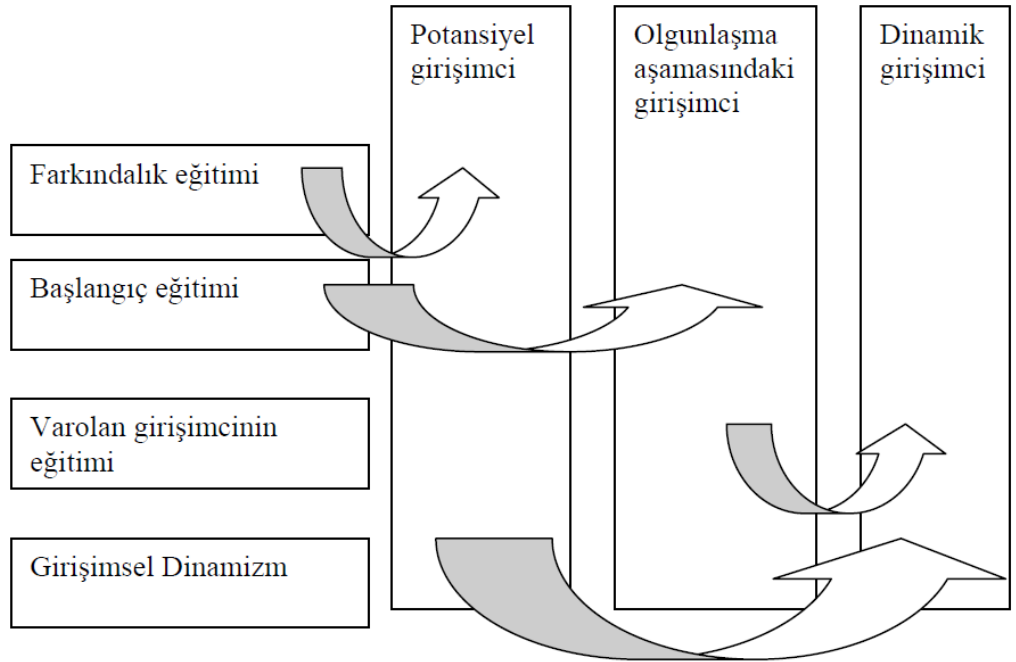 Potansiyel
girişimci
Olgunlaşma
aşamasındaki
girişimci
Dinamik
girişimci
Farkındalık eğitimi
Başlangıç eğitimi
Varolan girişimcinin
eğitimi
Girişimsel Dinamizm